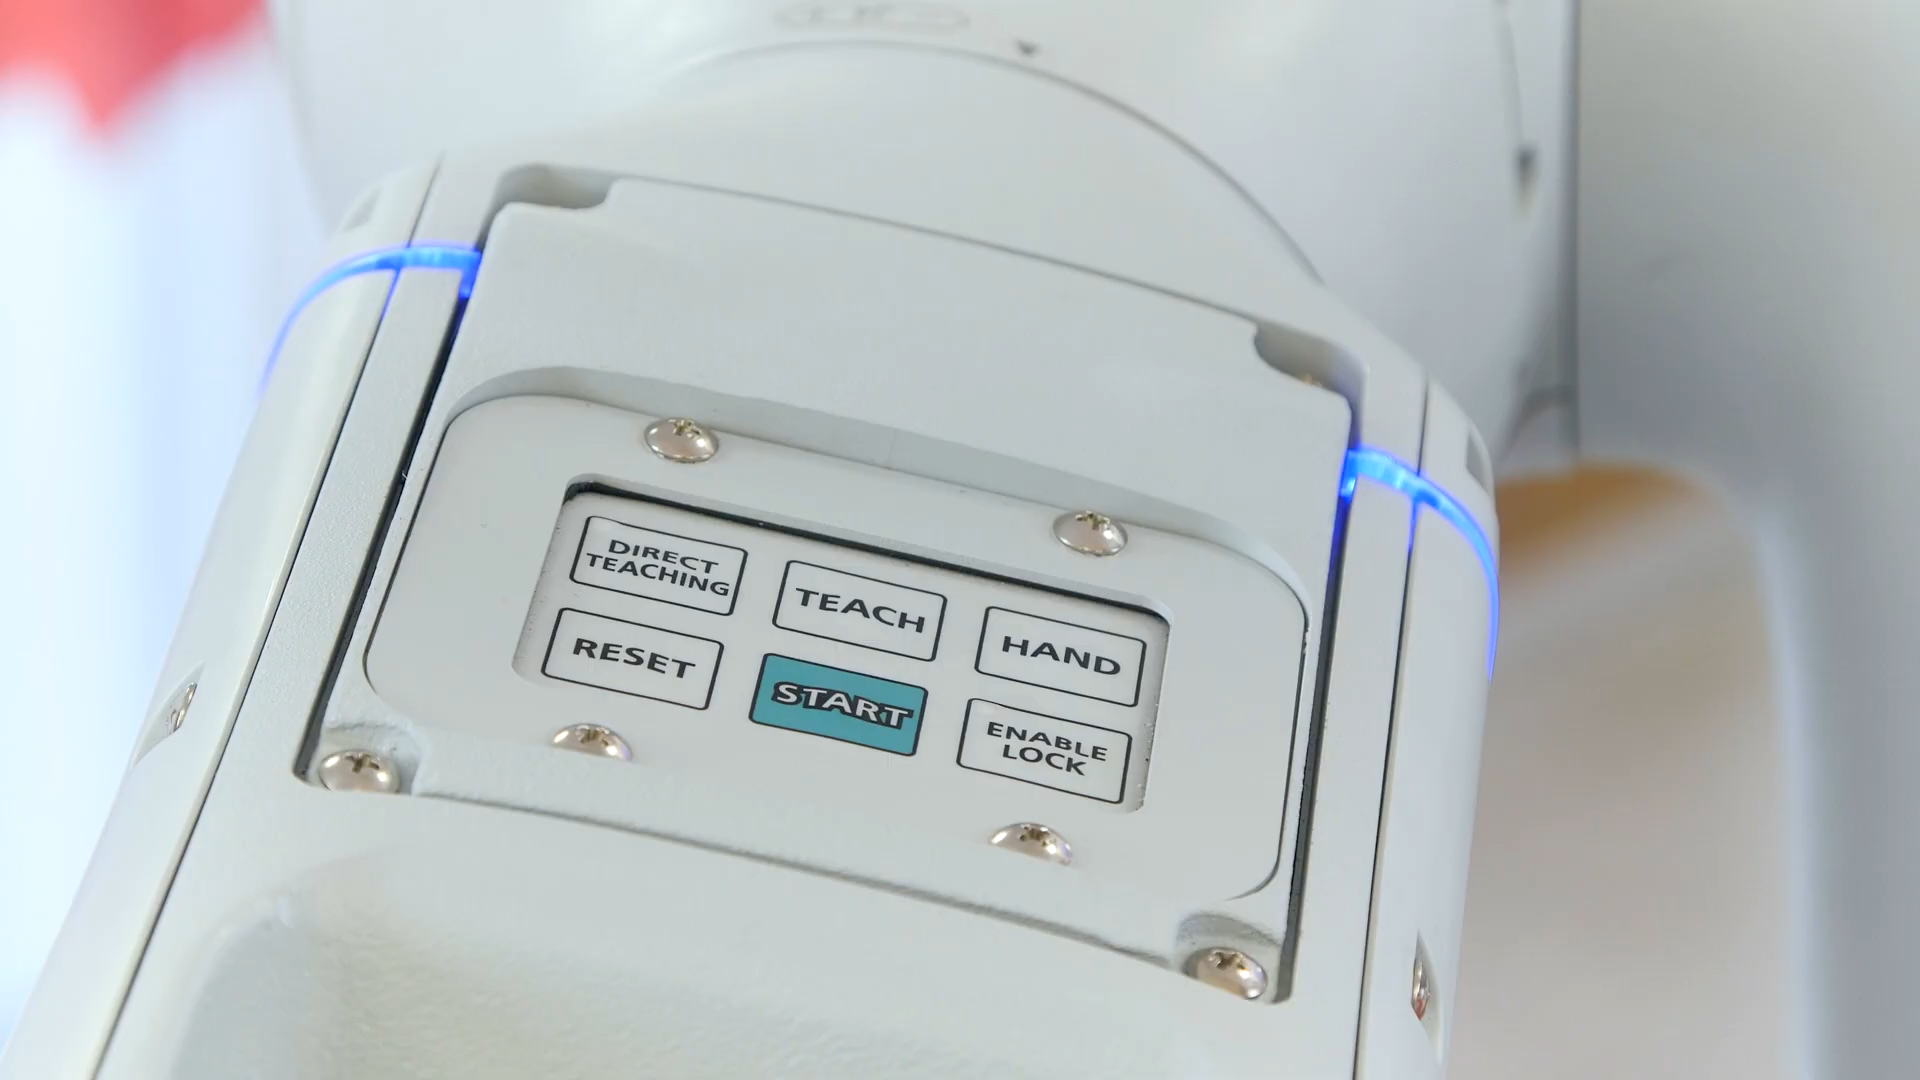 DIRECT
TEACHING
TEACH
HAND
RESET
START
ENABLE
LOCK